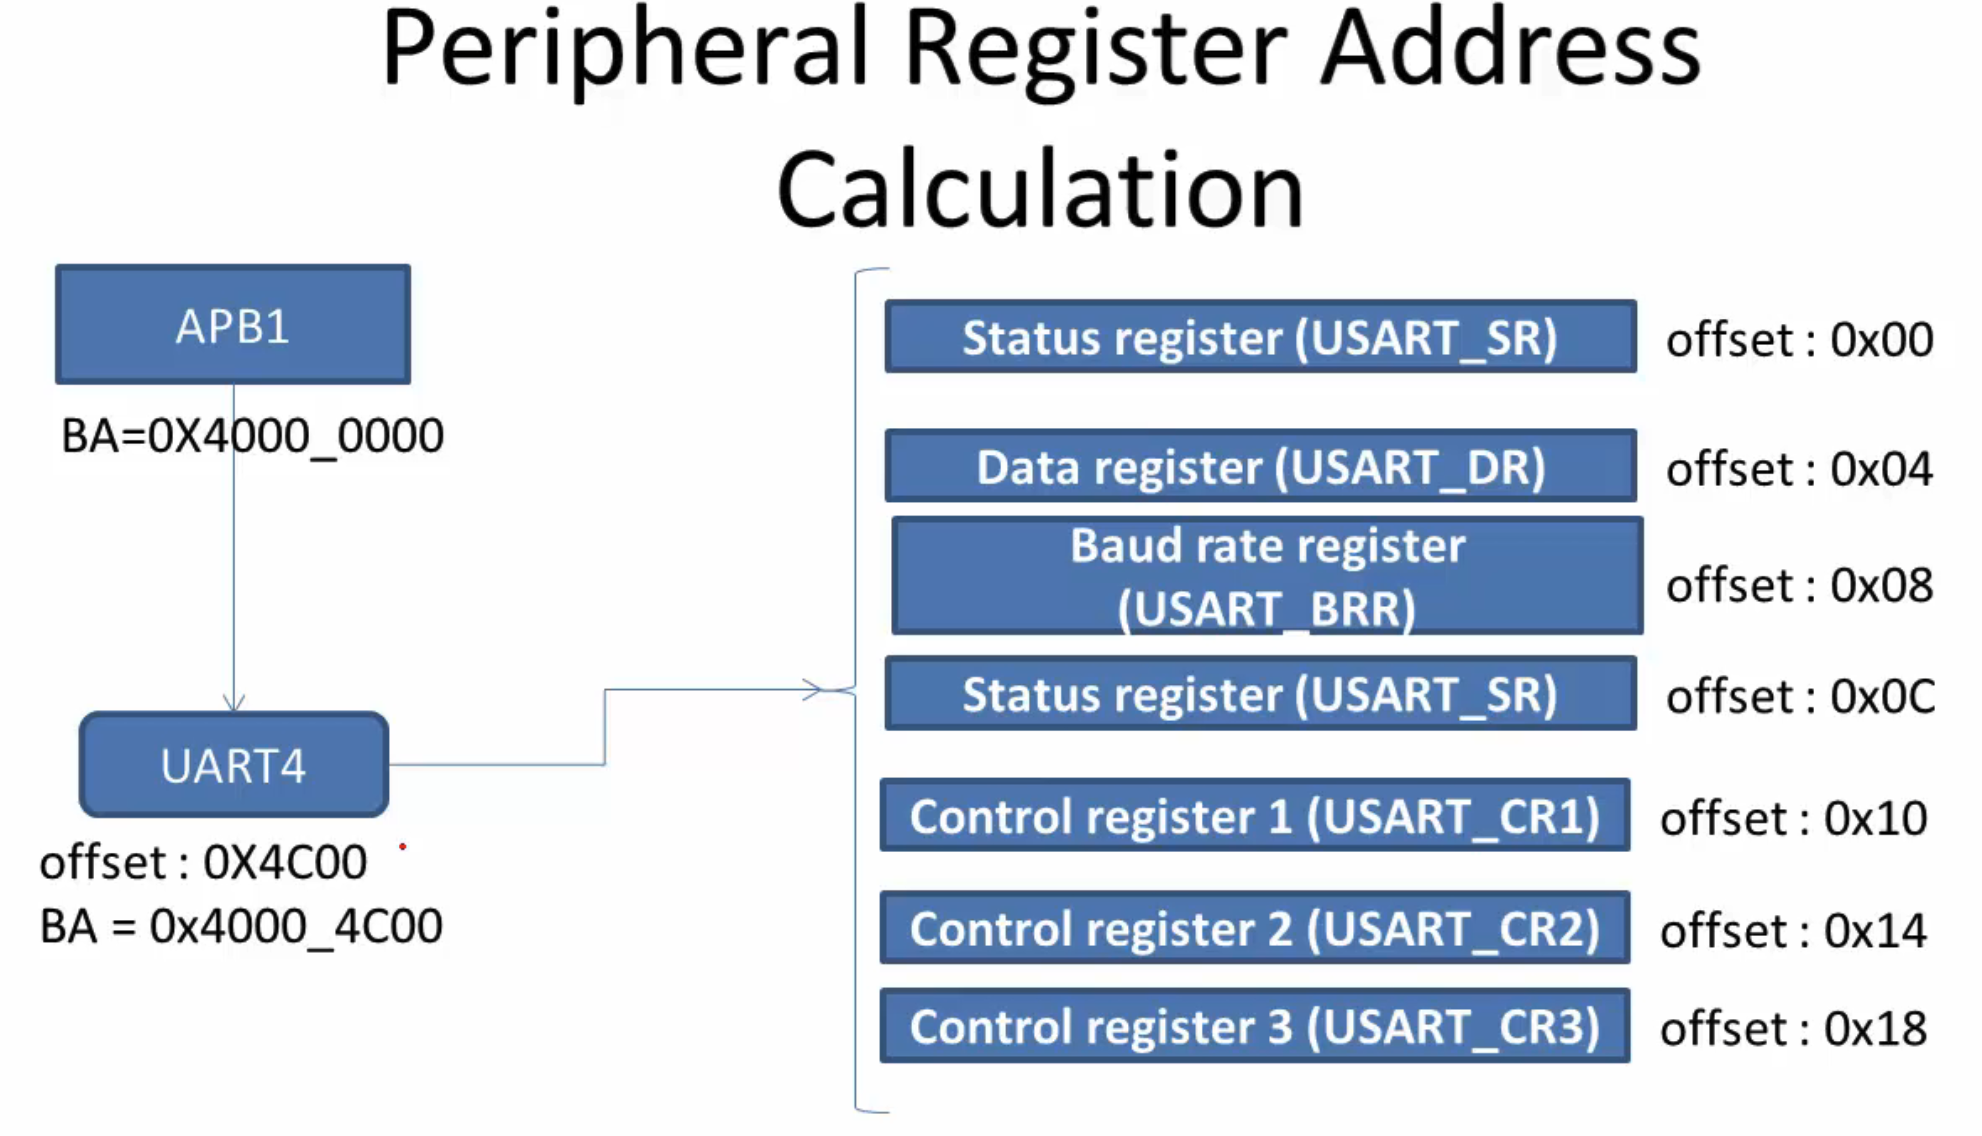 Peripheral Register Address
Calculation
APB1
BA=0X4000_0000
UART4
offset : 0X4C00
BA = 0x4000_4C00
Status register (USART_SR)
offset : 0x00
Data register (USART_DR)
offset : 0x04
Baud rate register
(USART_BRR)
offset : 0x08
Status register (USART_SR)
offset : 0x0C
Control register 1 (USART_CR1)
offset : 0x10
Control register 2 (USART_CR2)
offset : 0x14
Control register 3 (USART_CR3)
offset : 0x18